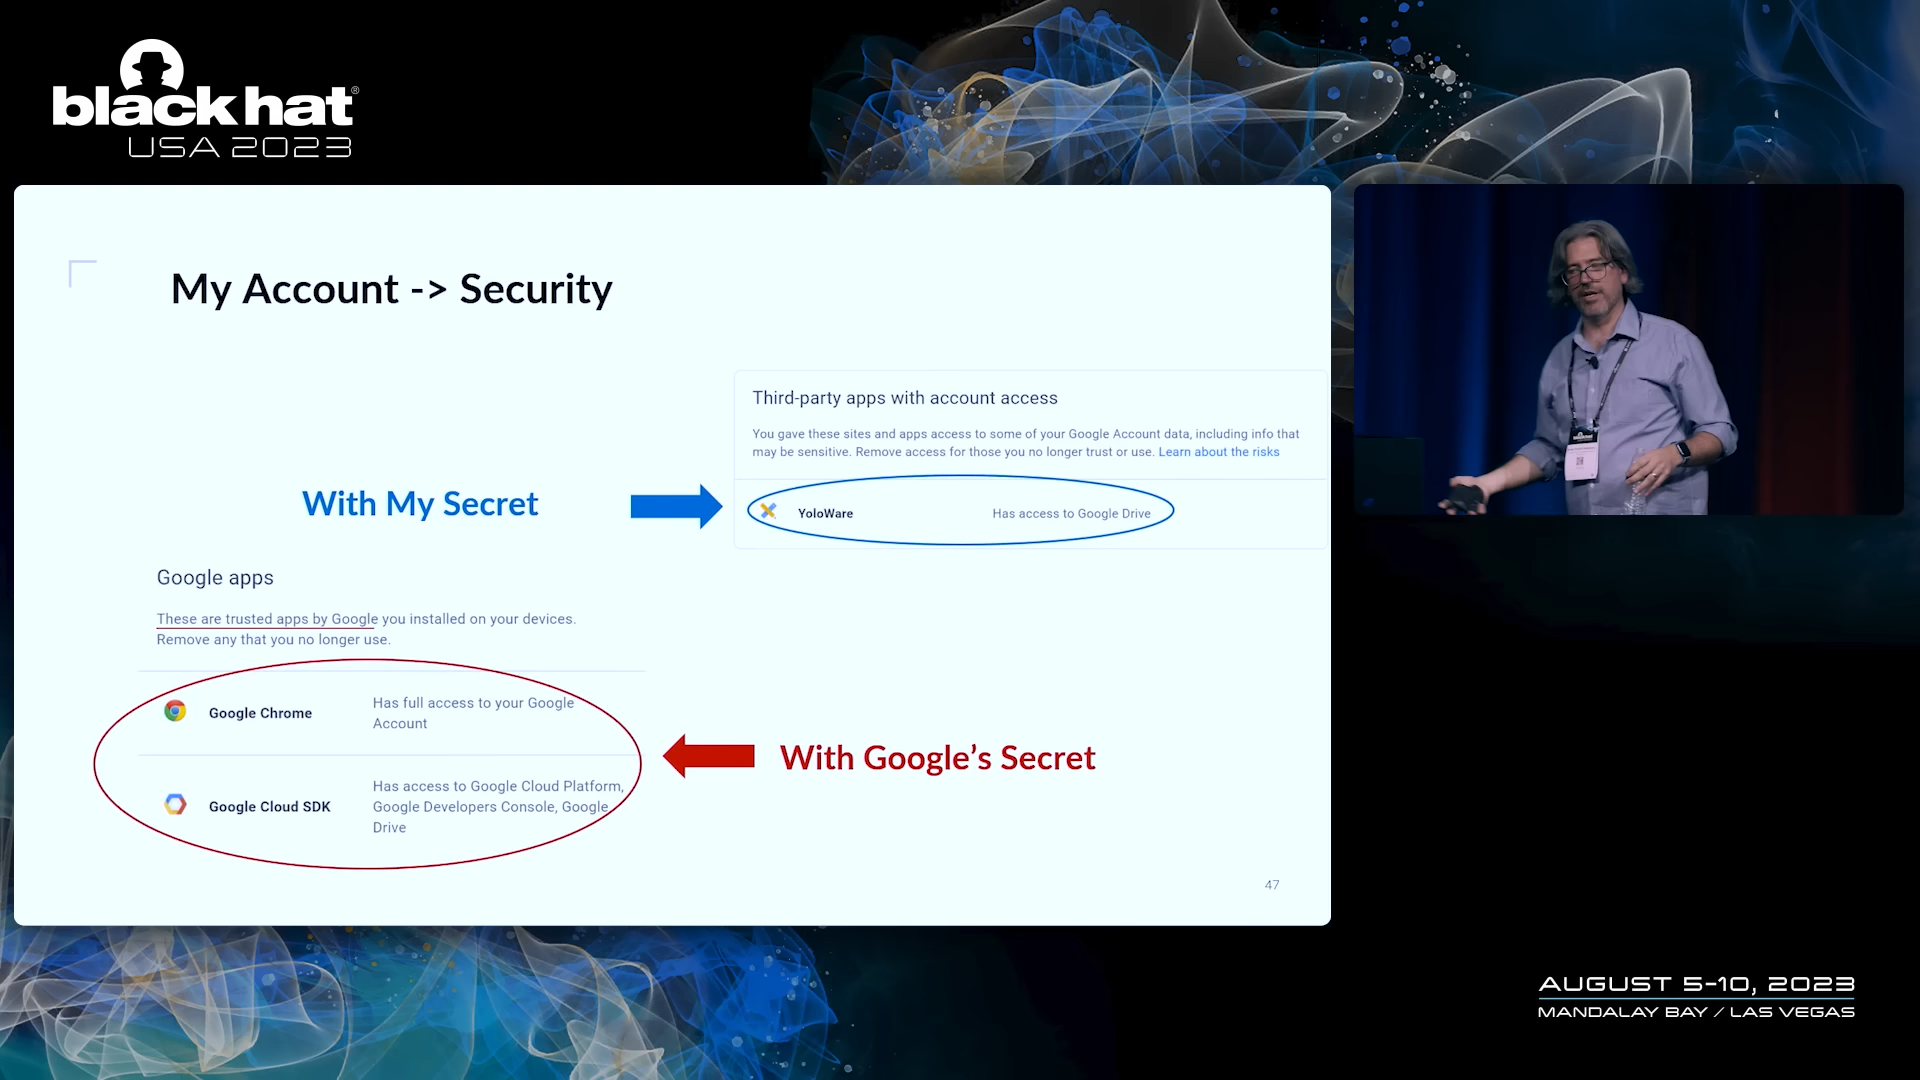 black hat®
USA 2023
My Account -> Security
Third-party apps with account access
You gave these sites and apps access to some of your Google Account data, including info that
may be sensitive. Remove access for those you no longer trust or use. Learn about the risks
With My Secret
YoloWare
Has access to Google Drive
Google apps
These are trusted apps by Google you installed on your devices.
Remove any that you no longer use.
Google Chrome
Has full access to your Google
Account
With Google’s Secret
Google Cloud SDK
Has access to Google Cloud Platform,
Google Developers Console, Google
Drive
47
AUGUST 5-10, 2023
MANDALAY BAY / LAS VEGAS